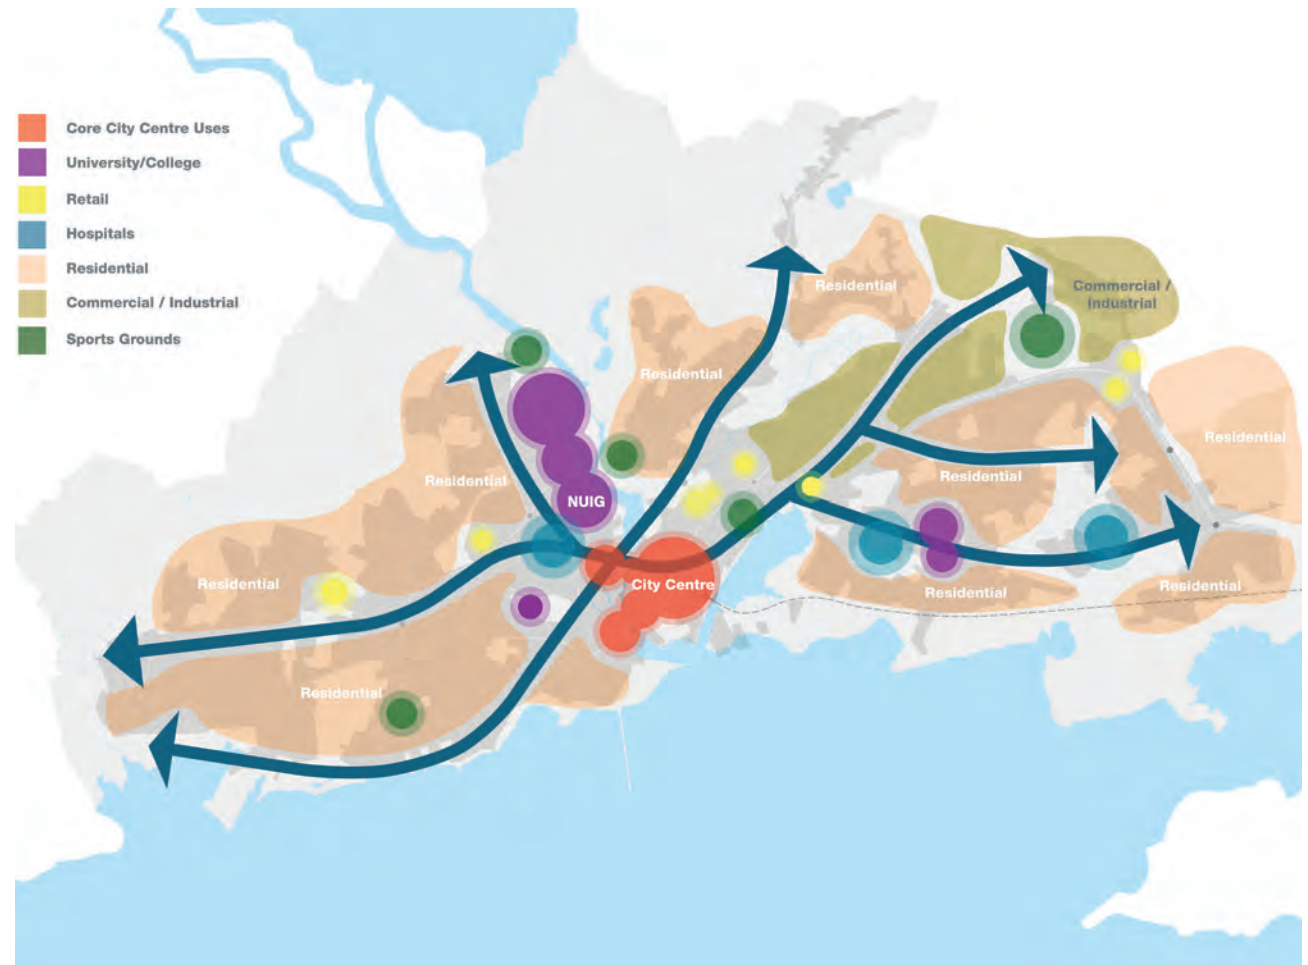 Core City Centre Uses
University/College
Retail
Hospitals
Residential
Commercial / Industrial
Sports Grounds
Residential
Commercial /
Industrial
Residential
Residential
Residential
Residential
NUIG
Residential
City Centre
Residential
Residential
Residential